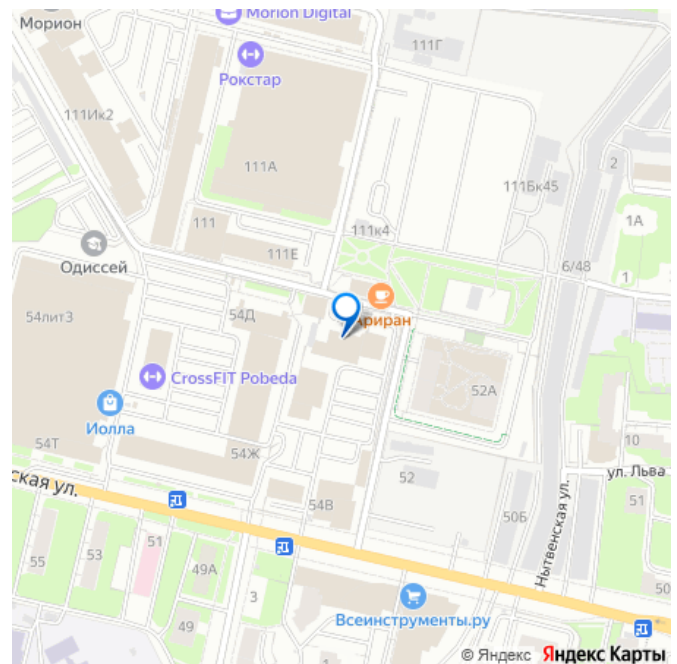 Морион
Morion Digital
Рокстар
111Г
111Ик2
111А
2
111Бк45
1А
111
111к4
111Е
Одиссей
6/48
1
54литЗ
54Д
Ариран
CrossFIT Pobeda
52А
Иолла
54Т
54Ж
10
ская ул.
52
ул. Льва
54В
50Б
51
Нытвенская ул.
55
53
51
49А
50
3
Всеинструменты.ру
49
1
© Яндекс Яндекс Карты